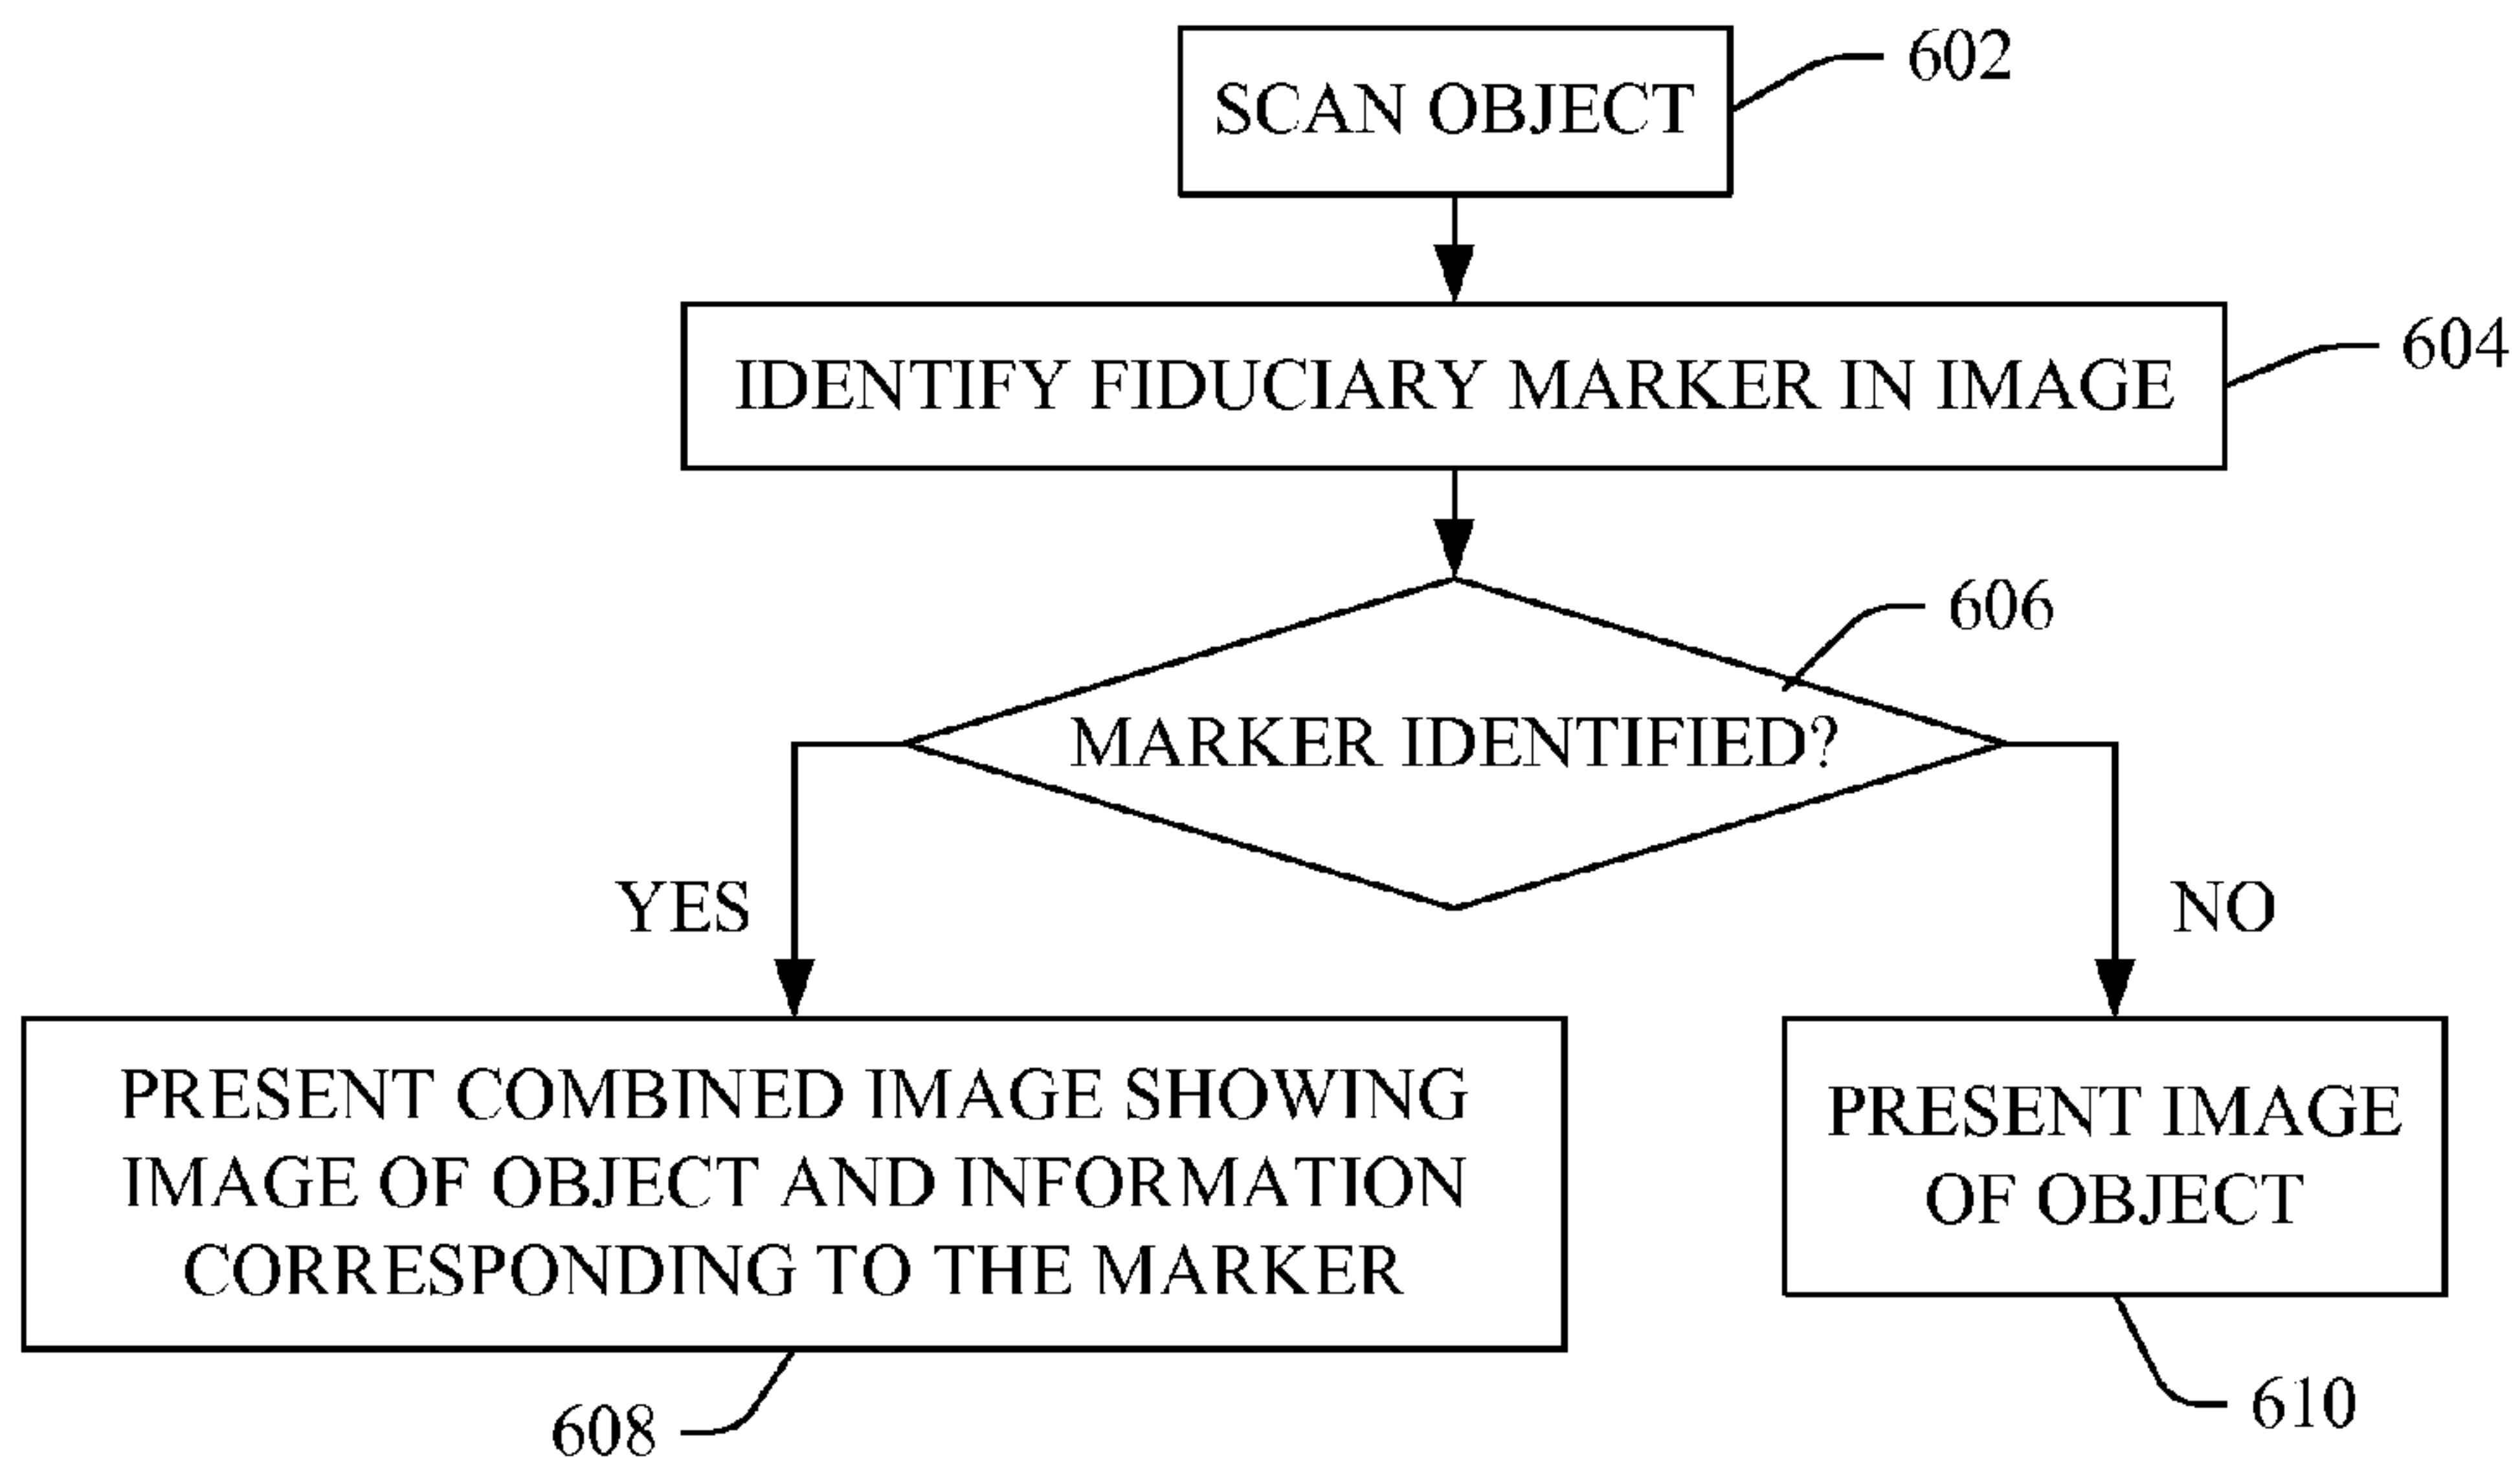 SCAN OBJECT
602
IDENTIFY FIDUCIARY MARKER IN IMAGE
604
606
MARKER IDENTIFIED?
YES
NO
PRESENT COMBINED IMAGE SHOWING
IMAGE OF OBJECT AND INFORMATION
CORRESPONDING TO THE MARKER
608
PRESENT IMAGE
OF OBJECT
610